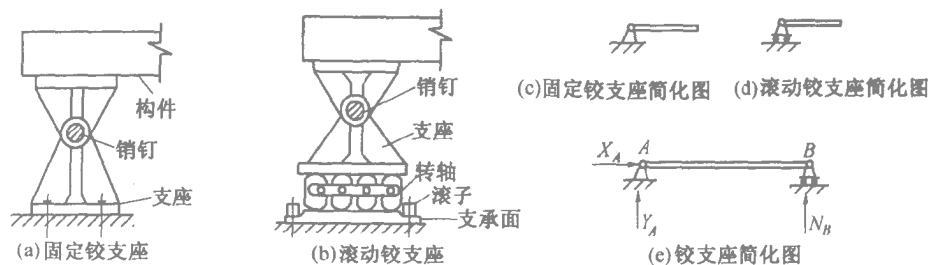 构件
销钉
支座
(a)固定铰支座
销钉
支座
转轴
滚子
支承面
(b)滚动铰支座
(c)固定铰支座简化图
(d)滚动铰支座简化图
X_A
A
B
Y_A
N_B
(e)铰支座简化图